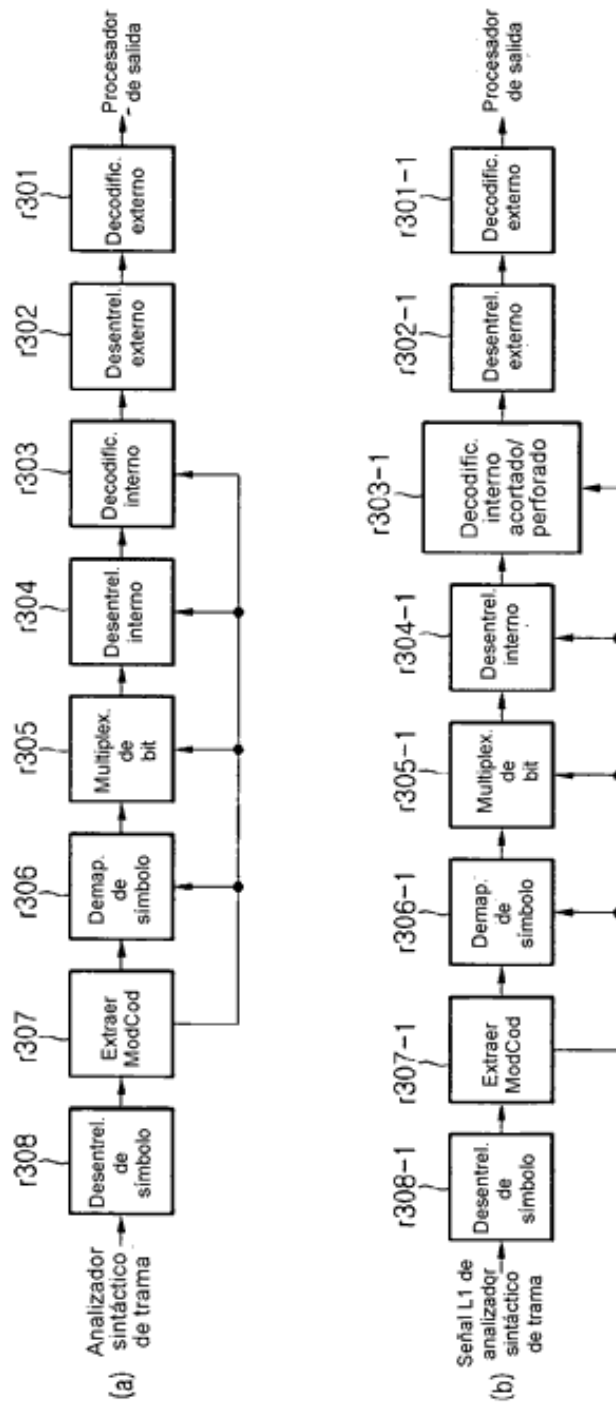 (a)
Analizador
sintáctico
de trama
r308
Desentrel.
de
símbolo
r307
Extraer
ModCod
r306
Demap.
de
símbolo
r305
Multiplex.
de
bit
r304
Desentrel.
interno
r303
Decodific.
interno
r302
Desentrel.
externo
r301
Decodific.
externo
Procesador
de salida
(b)
Señal L1 de
analizador
sintáctico
de trama
r308-1
Desentrel.
de
símbolo
r307-1
Extraer
ModCod
r306-1
Demap.
de
símbolo
r305-1
Multiplex.
de
bit
r304-1
Desentrel.
interno
r303-1
Decodific.
interno
acortado/
perforado
r302-1
Desentrel.
externo
r301-1
Decodific.
externo
Procesador
de salida